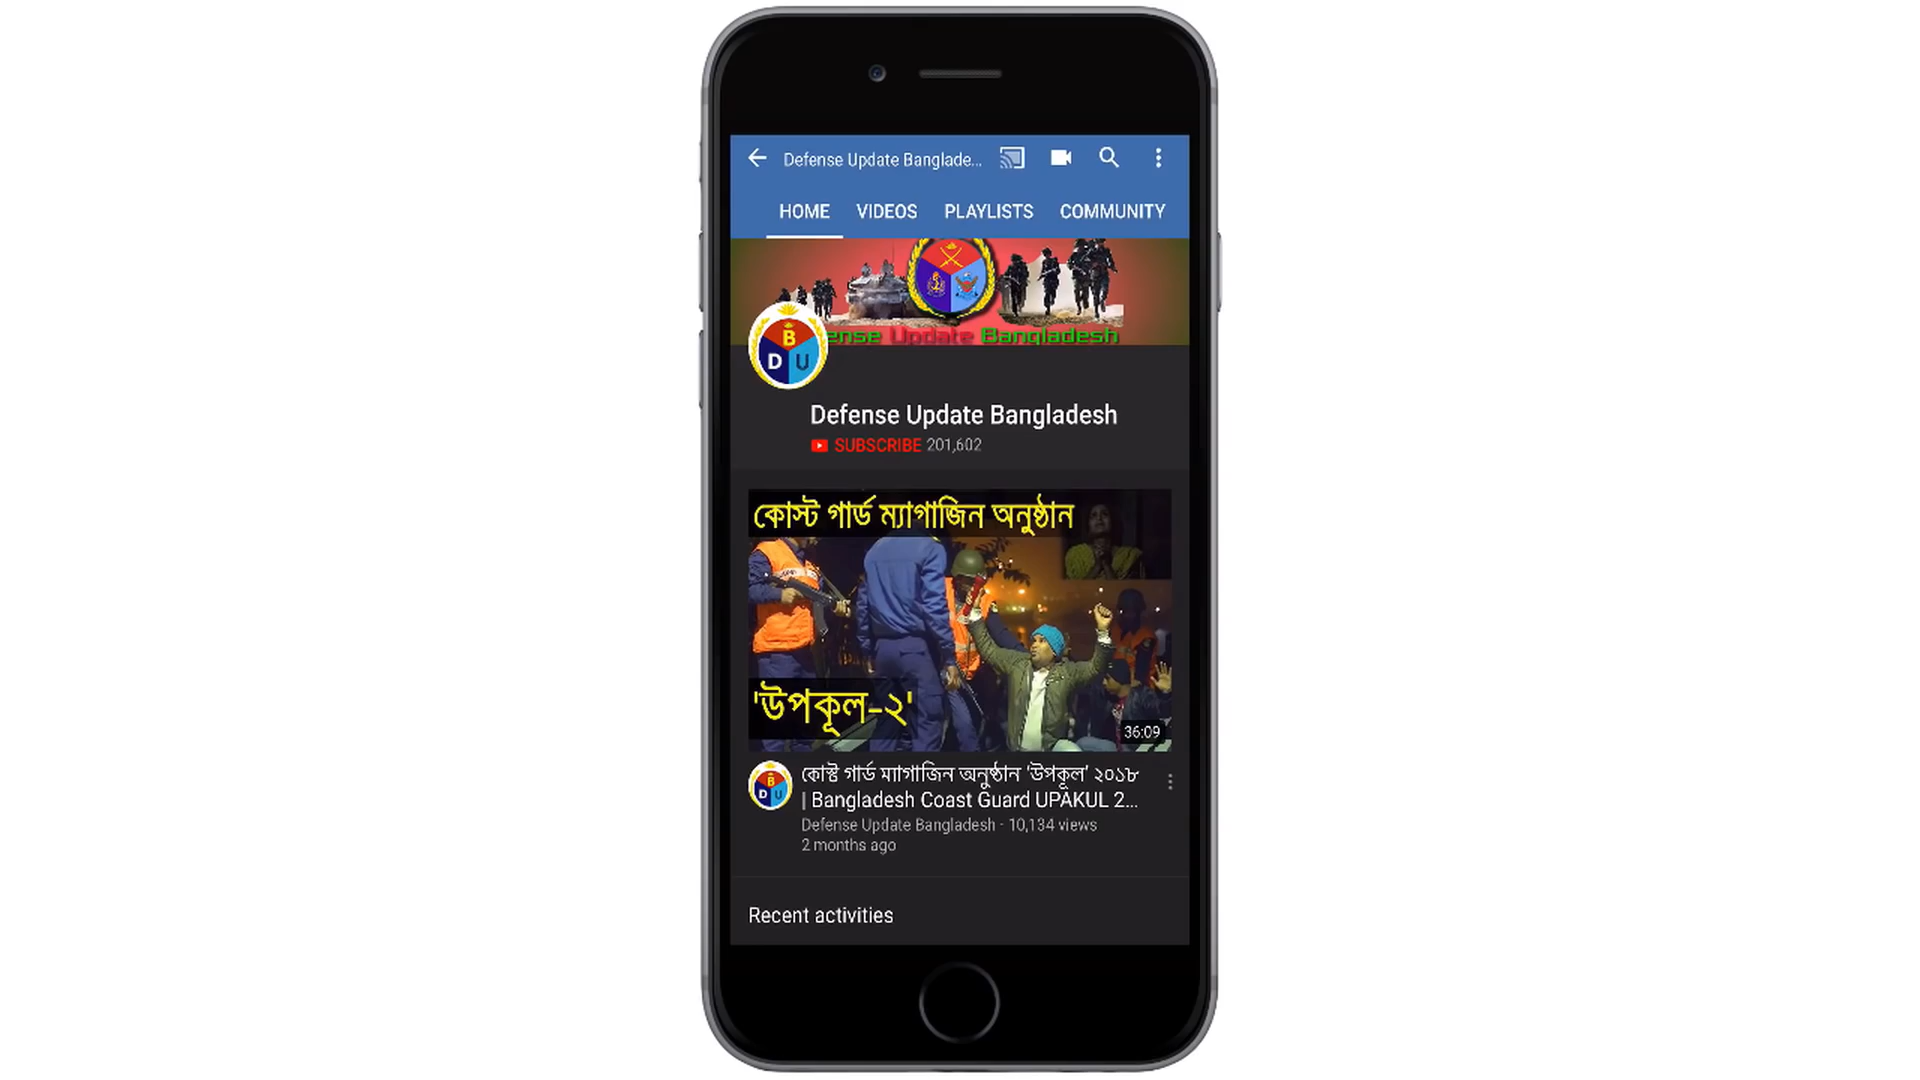 Defense Update Banglade...
HOME VIDEOS PLAYLISTS COMMUNITY
ense Update Bangladesh
B
D U
Defense Update Bangladesh
SUBSCRIBE 201,602
কোস্ট গার্ড ম্যাগাজিন অনুষ্ঠান
'উপকূল-২'
36:09
B
D U
কোস্ট গার্ড ম্যাগাজিন অনুষ্ঠান 'উপকূল' ২০১৮
| Bangladesh Coast Guard UPAKUL 2...
Defense Update Bangladesh · 10,134 views
2 months ago
Recent activities